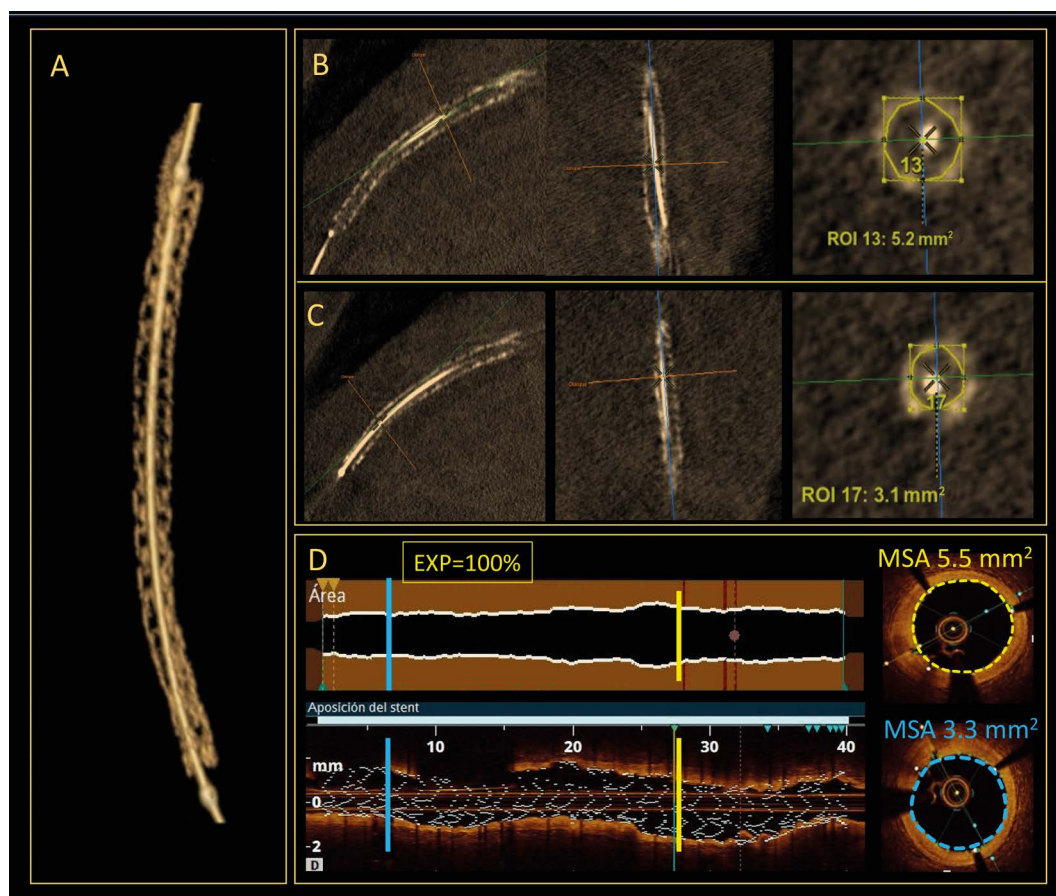 A
B
13
ROI 13: 5.2 mm²
C
17
ROI 17: 3.1 mm²
D
EXP=100%
Área
MSA 5.5 mm²
Aposición del stent
10 20 30 40
mm
0
2
D
MSA 3.3 mm²